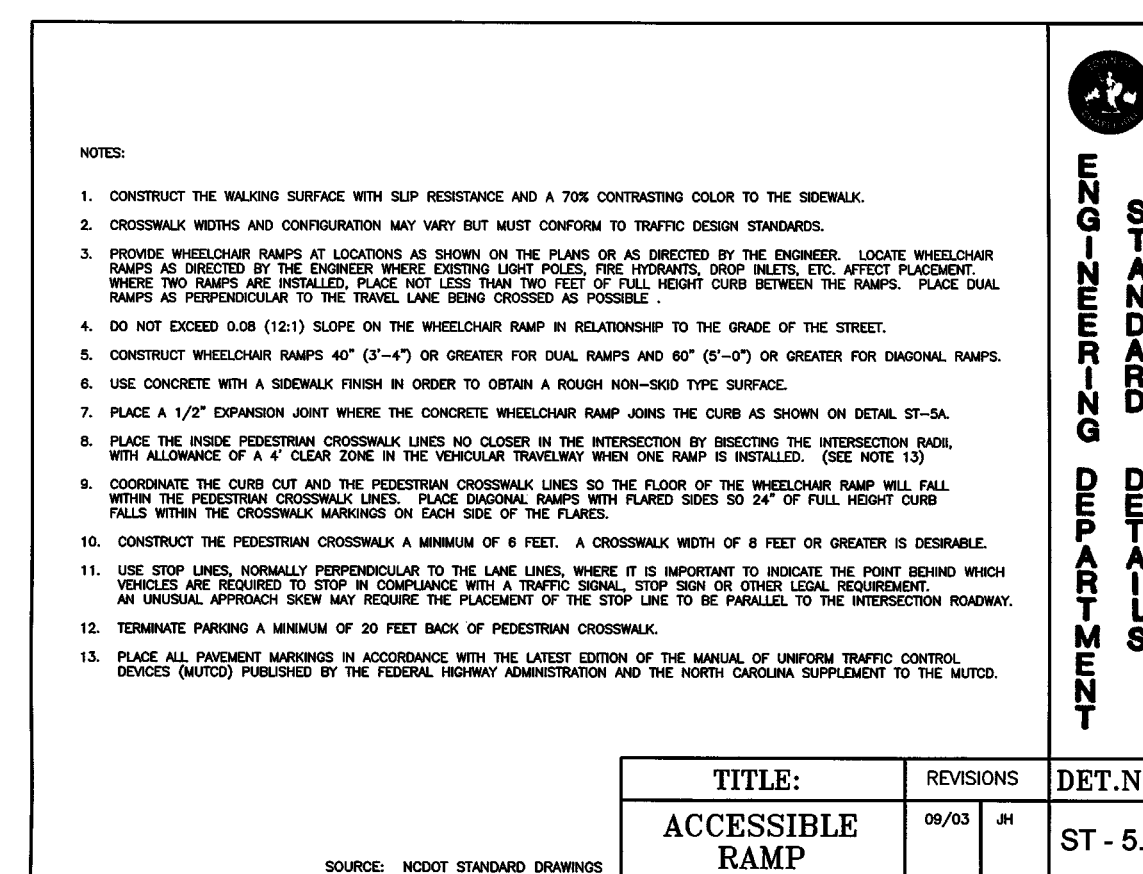 NOTES:
1. CONSTRUCT THE WALKING SURFACE WITH SLIP RESISTANCE AND A 70% CONTRASTING COLOR TO THE SIDEWALK.
2. CROSSWALK WIDTHS AND CONFIGURATION MAY VARY BUT MUST CONFORM TO TRAFFIC DESIGN STANDARDS.
3. PROVIDE WHEELCHAIR RAMPS AT LOCATIONS AS SHOWN ON THE PLANS OR AS DIRECTED BY THE ENGINEER. LOCATE WHEELCHAIR
RAMPS AS DIRECTED BY THE ENGINEER WHERE EXISTING LIGHT POLES, FIRE HYDRANTS, DROP INLETS, ETC. AFFECT PLACEMENT.
WHERE TWO RAMPS ARE INSTALLED, PLACE NOT LESS THAN TWO FEET OF FULL HEIGHT CURB BETWEEN THE RAMPS. PLACE DUAL
RAMPS AS PERPENDICULAR TO THE TRAVEL LANE BEING CROSSED AS POSSIBLE .
4. DO NOT EXCEED 0.08 (12:1) SLOPE ON THE WHEELCHAIR RAMP IN RELATIONSHIP TO THE GRADE OF THE STREET.
5. CONSTRUCT WHEELCHAIR RAMPS 40" (3'-4") OR GREATER FOR DUAL RAMPS AND 60" (5'-0") OR GREATER FOR DIAGONAL RAMPS.
6. USE CONCRETE WITH A SIDEWALK FINISH IN ORDER TO OBTAIN A ROUGH NON-SKID TYPE SURFACE.
7. PLACE A 1/2" EXPANSION JOINT WHERE THE CONCRETE WHEELCHAIR RAMP JOINS THE CURB AS SHOWN ON DETAIL ST-5A.
8. PLACE THE INSIDE PEDESTRIAN CROSSWALK LINES NO CLOSER IN THE INTERSECTION BY BISECTING THE INTERSECTION RADII,
WITH ALLOWANCE OF A 4' CLEAR ZONE IN THE VEHICULAR TRAVELWAY WHEN ONE RAMP IS INSTALLED. (SEE NOTE 13)
9. COORDINATE THE CURB CUT AND THE PEDESTRIAN CROSSWALK LINES SO THE FLOOR OF THE WHEELCHAIR RAMP WILL FALL
WITHIN THE PEDESTRIAN CROSSWALK LINES. PLACE DIAGONAL RAMPS WITH FLARED SIDES SO 24" OF FULL HEIGHT CURB
FALLS WITHIN THE CROSSWALK MARKINGS ON EACH SIDE OF THE FLARES.
10. CONSTRUCT THE PEDESTRIAN CROSSWALK A MINIMUM OF 6 FEET. A CROSSWALK WIDTH OF 8 FEET OR GREATER IS DESIRABLE.
11. USE STOP LINES, NORMALLY PERPENDICULAR TO THE LANE LINES, WHERE IT IS IMPORTANT TO INDICATE THE POINT BEHIND WHICH
VEHICLES ARE REQUIRED TO STOP IN COMPLIANCE WITH A TRAFFIC SIGNAL, STOP SIGN OR OTHER LEGAL REQUIREMENT.
AN UNUSUAL APPROACH SKEW MAY REQUIRE THE PLACEMENT OF THE STOP LINE TO BE PARALLEL TO THE INTERSECTION ROADWAY.
12. TERMINATE PARKING A MINIMUM OF 20 FEET BACK OF PEDESTRIAN CROSSWALK.
13. PLACE ALL PAVEMENT MARKINGS IN ACCORDANCE WITH THE LATEST EDITION OF THE MANUAL OF UNIFORM TRAFFIC CONTROL
DEVICES (MUTCD) PUBLISHED BY THE FEDERAL HIGHWAY ADMINISTRATION AND THE NORTH CAROLINA SUPPLEMENT TO THE MUTCD.
SOURCE: NCDOT STANDARD DRAWINGS
TITLE:
ACCESSIBLE
RAMP
REVISIONS
09/03 JH
ENGINEERING DEPARTMENT
STANDARD DETAILS
DET.N
ST - 5.